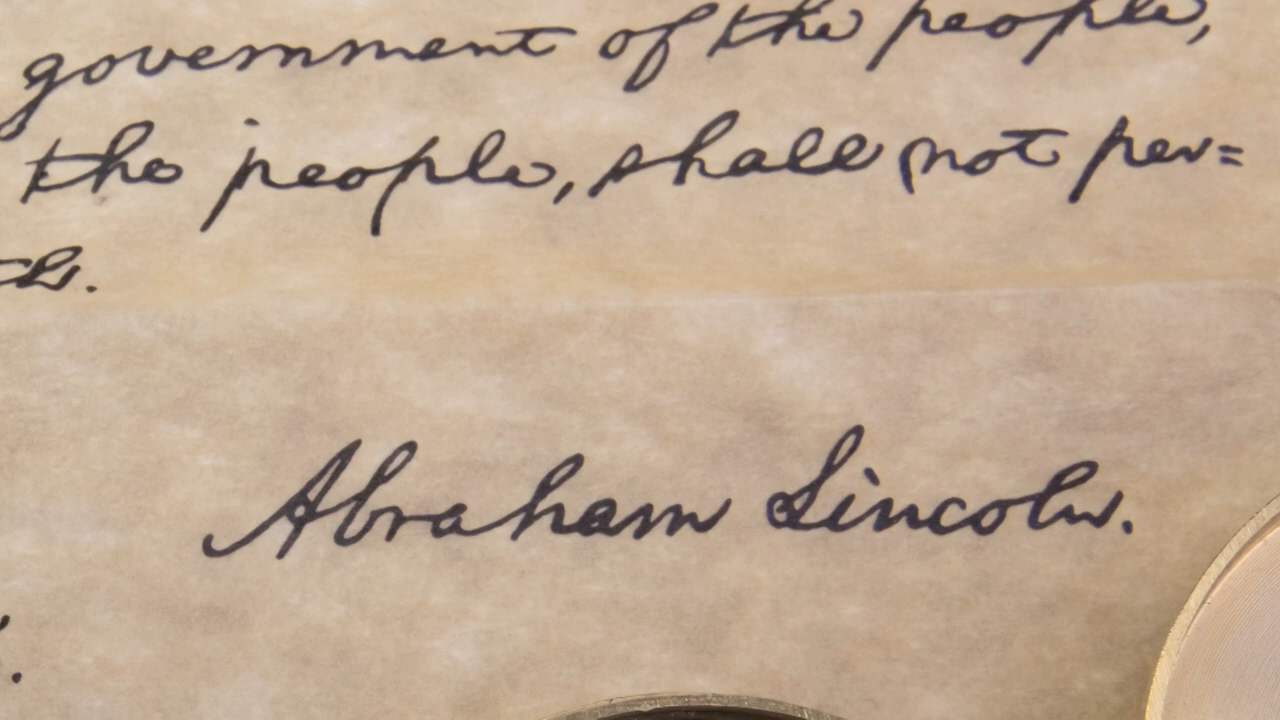 government of the people,
the people, shall not per=
Abraham Lincoln.